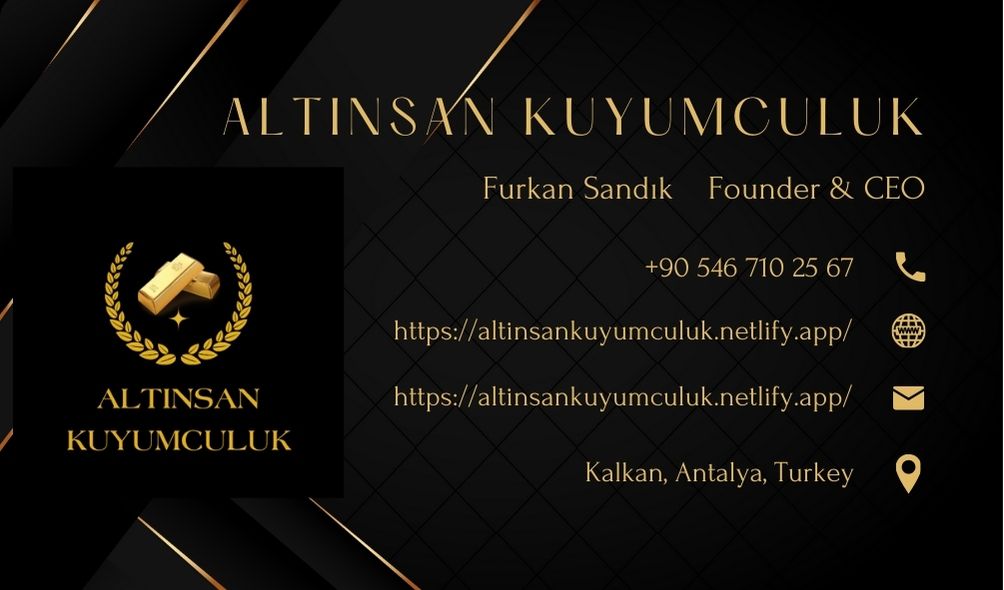 ALTINSAN KUYUMCULUK
Furkan Sandık Founder & CEO
+90 546 710 25 67
https://altinsankuyumculuk.netlify.app/
https://altinsankuyumculuk.netlify.app/
Kalkan, Antalya, Turkey
ALTINSAN
KUYUMCULUK